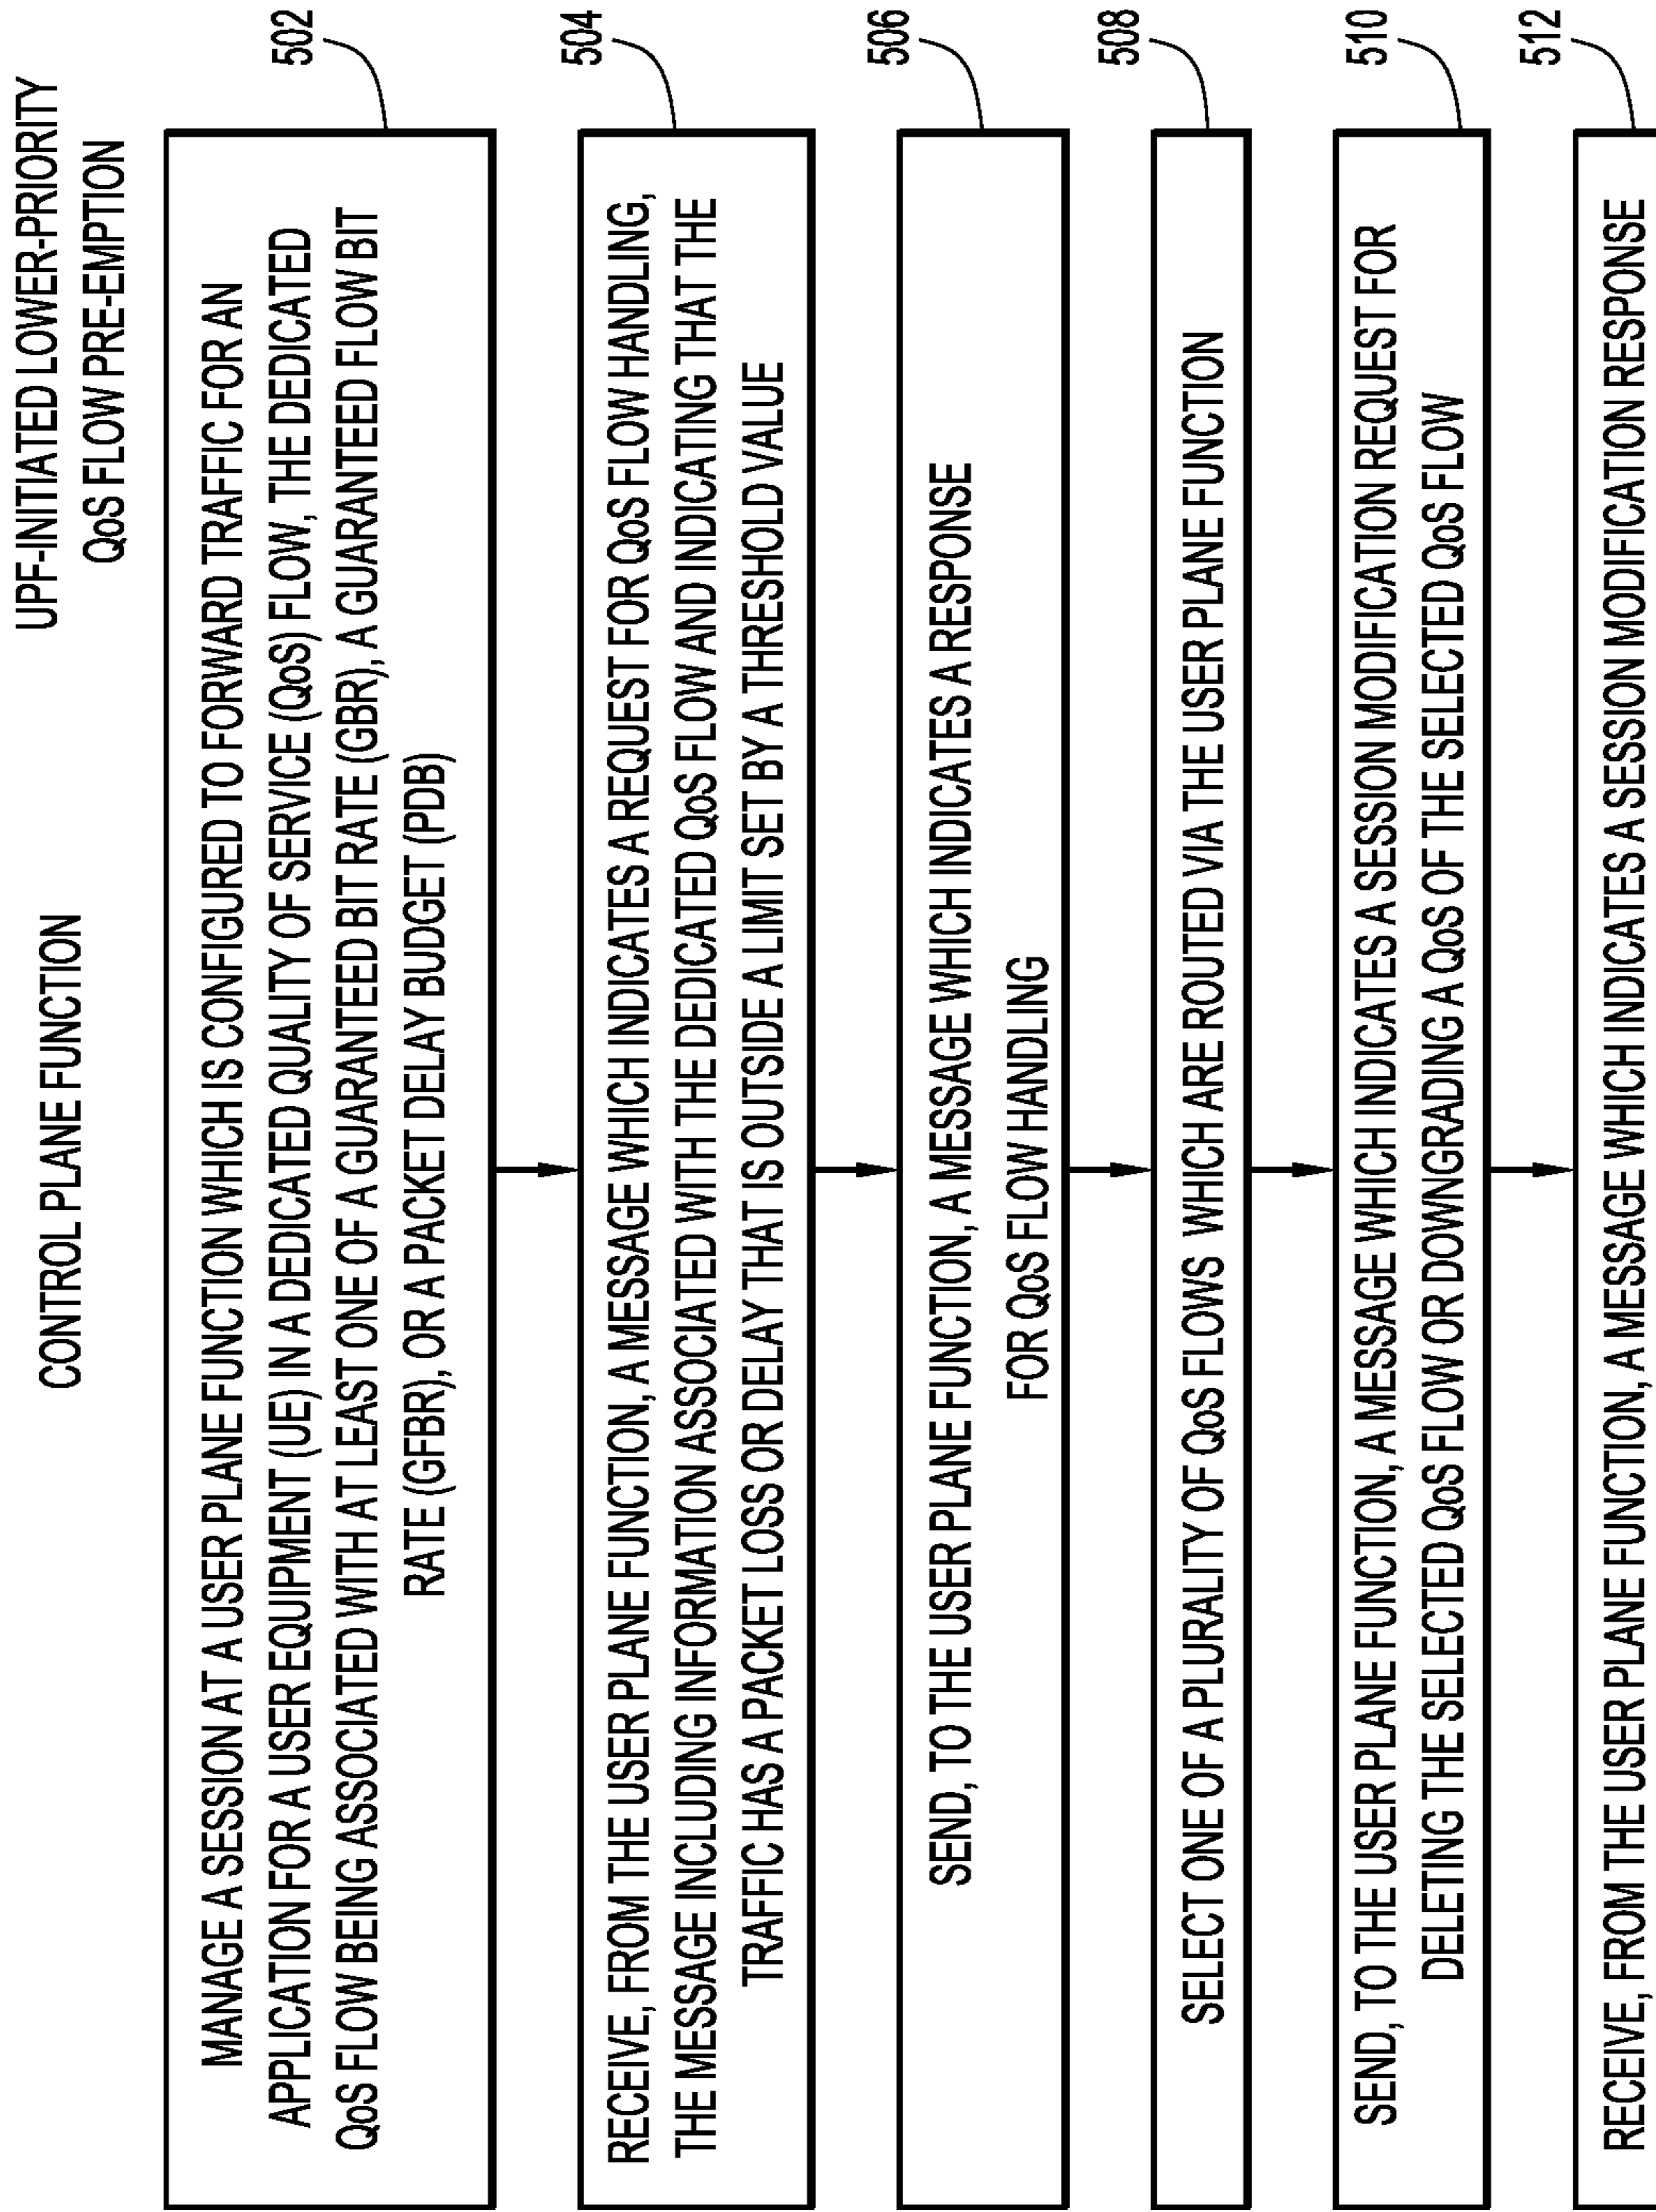 UPF-INITIATED LOWER-PRIORITY
QoS FLOW PRE-EMPTION
CONTROL PLANE FUNCTION
502
MANAGE A SESSION AT A USER PLANE FUNCTION WHICH IS CONFIGURED TO FORWARD TRAFFIC FOR AN
APPLICATION FOR A USER EQUIPMENT (UE) IN A DEDICATED QUALITY OF SERVICE (QoS) FLOW, THE DEDICATED
QoS FLOW BEING ASSOCIATED WITH AT LEAST ONE OF A GUARANTEED BIT RATE (GBR), A GUARANTEED FLOW BIT
RATE (GFBR), OR A PACKET DELAY BUDGET (PDB)
504
RECEIVE, FROM THE USER PLANE FUNCTION, A MESSAGE WHICH INDICATES A REQUEST FOR QoS FLOW HANDLING,
THE MESSAGE INCLUDING INFORMATION ASSOCIATED WITH THE DEDICATED QoS FLOW AND INDICATING THAT THE
TRAFFIC HAS A PACKET LOSS OR DELAY THAT IS OUTSIDE A LIMIT SET BY A THRESHOLD VALUE
506
SEND, TO THE USER PLANE FUNCTION, A MESSAGE WHICH INDICATES A RESPONSE
FOR QoS FLOW HANDLING
508
SELECT ONE OF A PLURALITY OF QoS FLOWS WHICH ARE ROUTED VIA THE USER PLANE FUNCTION
510
SEND, TO THE USER PLANE FUNCTION, A MESSAGE WHICH INDICATES A SESSION MODIFICATION REQUEST FOR
DELETING THE SELECTED QoS FLOW OR DOWNGRADING A QoS OF THE SELECTED QoS FLOW
512
RECEIVE, FROM THE USER PLANE FUNCTION, A MESSAGE WHICH INDICATES A SESSION MODIFICATION RESPONSE